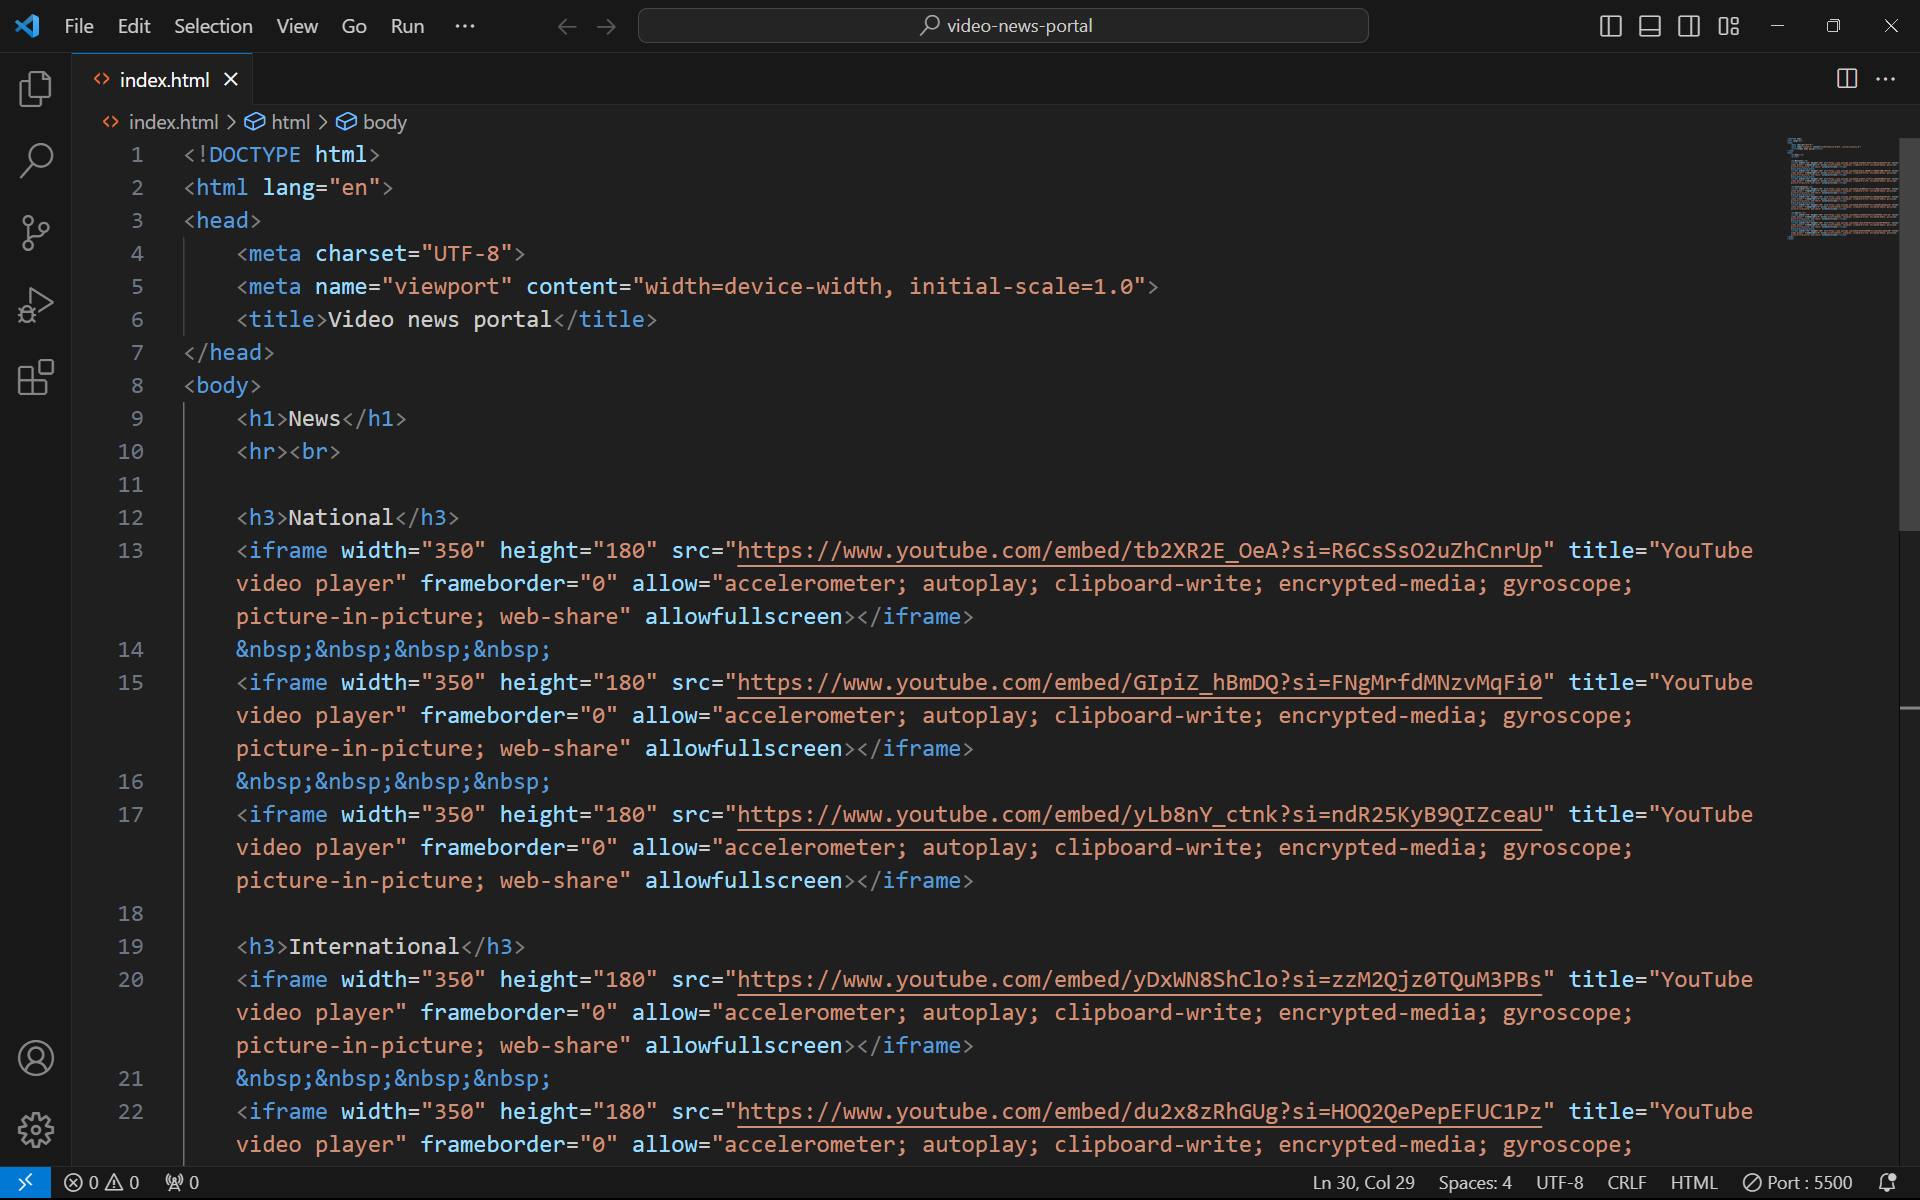 File Edit Selection View Go Run ··· video-news-portal
index.html
index.html > html > body
1 <!DOCTYPE html>
2 <html lang="en">
3 <head>
4 <meta charset="UTF-8">
5 <meta name="viewport" content="width=device-width, initial-scale=1.0">
6 <title>Video news portal</title>
7 </head>
8 <body>
9 <h1>News</h1>
10 <hr><br>
11
12 <h3>National</h3>
13 <iframe width="350" height="180" src="https://www.youtube.com/embed/tb2XR2E_OeA?si=R6CsSsO2uZhCnrUp" title="YouTube
video player" frameborder="0" allow="accelerometer; autoplay; clipboard-write; encrypted-media; gyroscope;
picture-in-picture; web-share" allowfullscreen></iframe>
14 &nbsp;&nbsp;&nbsp;&nbsp;
15 <iframe width="350" height="180" src="https://www.youtube.com/embed/GIpiZ_hBmDQ?si=FNgMrfdMNzvMqFi0" title="YouTube
video player" frameborder="0" allow="accelerometer; autoplay; clipboard-write; encrypted-media; gyroscope;
picture-in-picture; web-share" allowfullscreen></iframe>
16 &nbsp;&nbsp;&nbsp;&nbsp;
17 <iframe width="350" height="180" src="https://www.youtube.com/embed/yLb8nY_ctnk?si=ndR25KyB9QIZceaU" title="YouTube
video player" frameborder="0" allow="accelerometer; autoplay; clipboard-write; encrypted-media; gyroscope;
picture-in-picture; web-share" allowfullscreen></iframe>
18
19 <h3>International</h3>
20 <iframe width="350" height="180" src="https://www.youtube.com/embed/yDxWN8ShClo?si=zzM2Qjz0TQuM3PBs" title="YouTube
video player" frameborder="0" allow="accelerometer; autoplay; clipboard-write; encrypted-media; gyroscope;
picture-in-picture; web-share" allowfullscreen></iframe>
21 &nbsp;&nbsp;&nbsp;&nbsp;
22 <iframe width="350" height="180" src="https://www.youtube.com/embed/du2x8zRhGUg?si=HOQ2QePepEFUC1Pz" title="YouTube
video player" frameborder="0" allow="accelerometer; autoplay; clipboard-write; encrypted-media; gyroscope;
0 0 0 Ln 30, Col 29 Spaces: 4 UTF-8 CRLF HTML Port : 5500